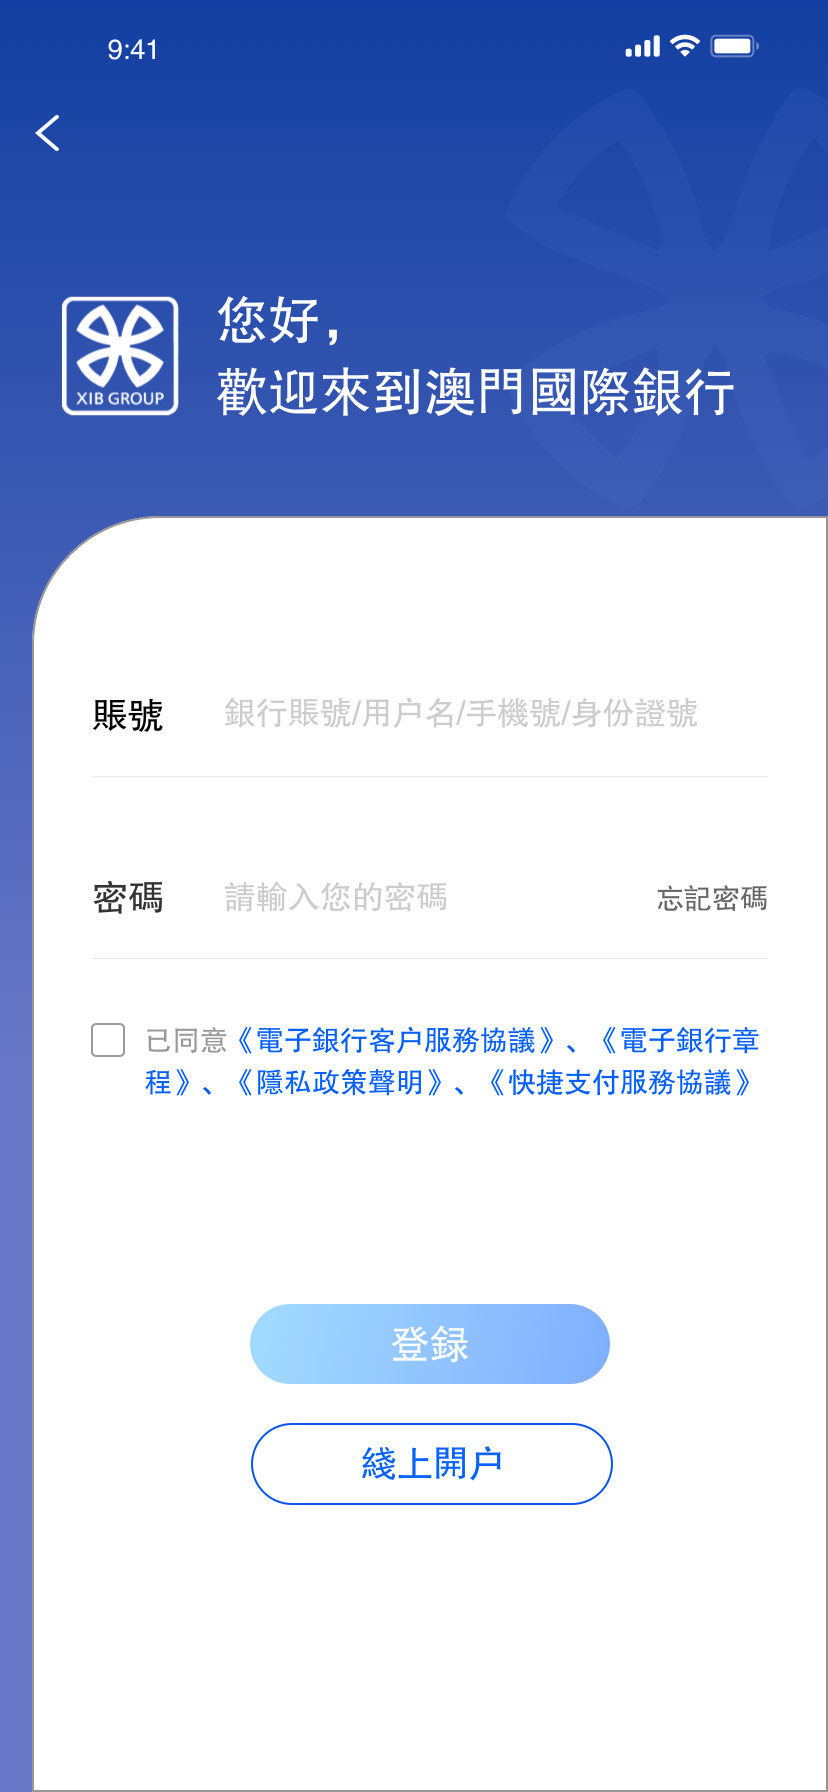 9:41
您好，
歡迎來到澳門國際銀行
XIB GROUP
賬號 銀行賬號/用户名/手機號/身份證號
密碼 請輸入您的密碼 忘記密碼
已同意《電子銀行客户服務協議》、《電子銀行章
程》、《隱私政策聲明》、《快捷支付服務協議》
登録
綫上開户